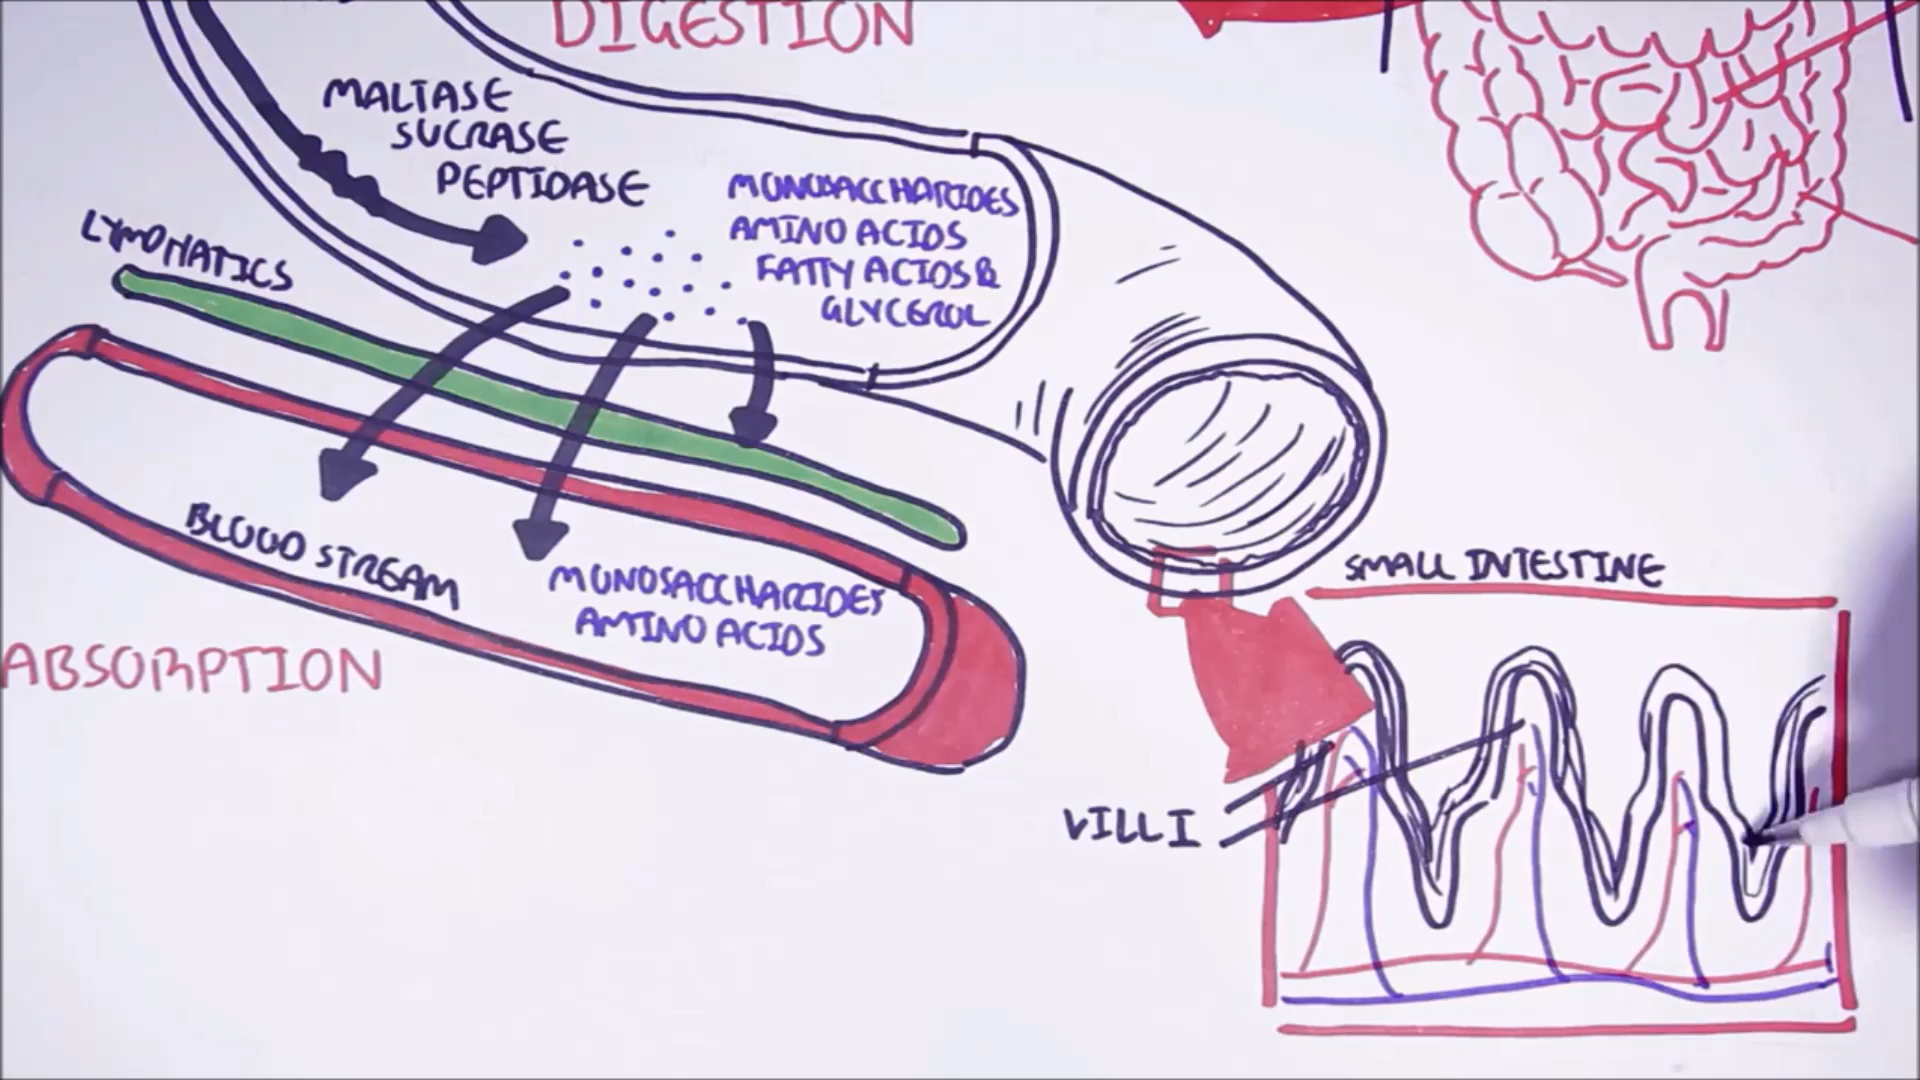 DIGESTION
MALTASE
SUCRASE
PEPTIDASE
MONOSACCHARIDES
AMINO ACIDS
FATTY ACIDS &
GLYCEROL
LYMPHATICS
BLOOD STREAM
MONOSACCHARIDES
AMINO ACIDS
ABSORPTION
SMALL INTESTINE
VILLI